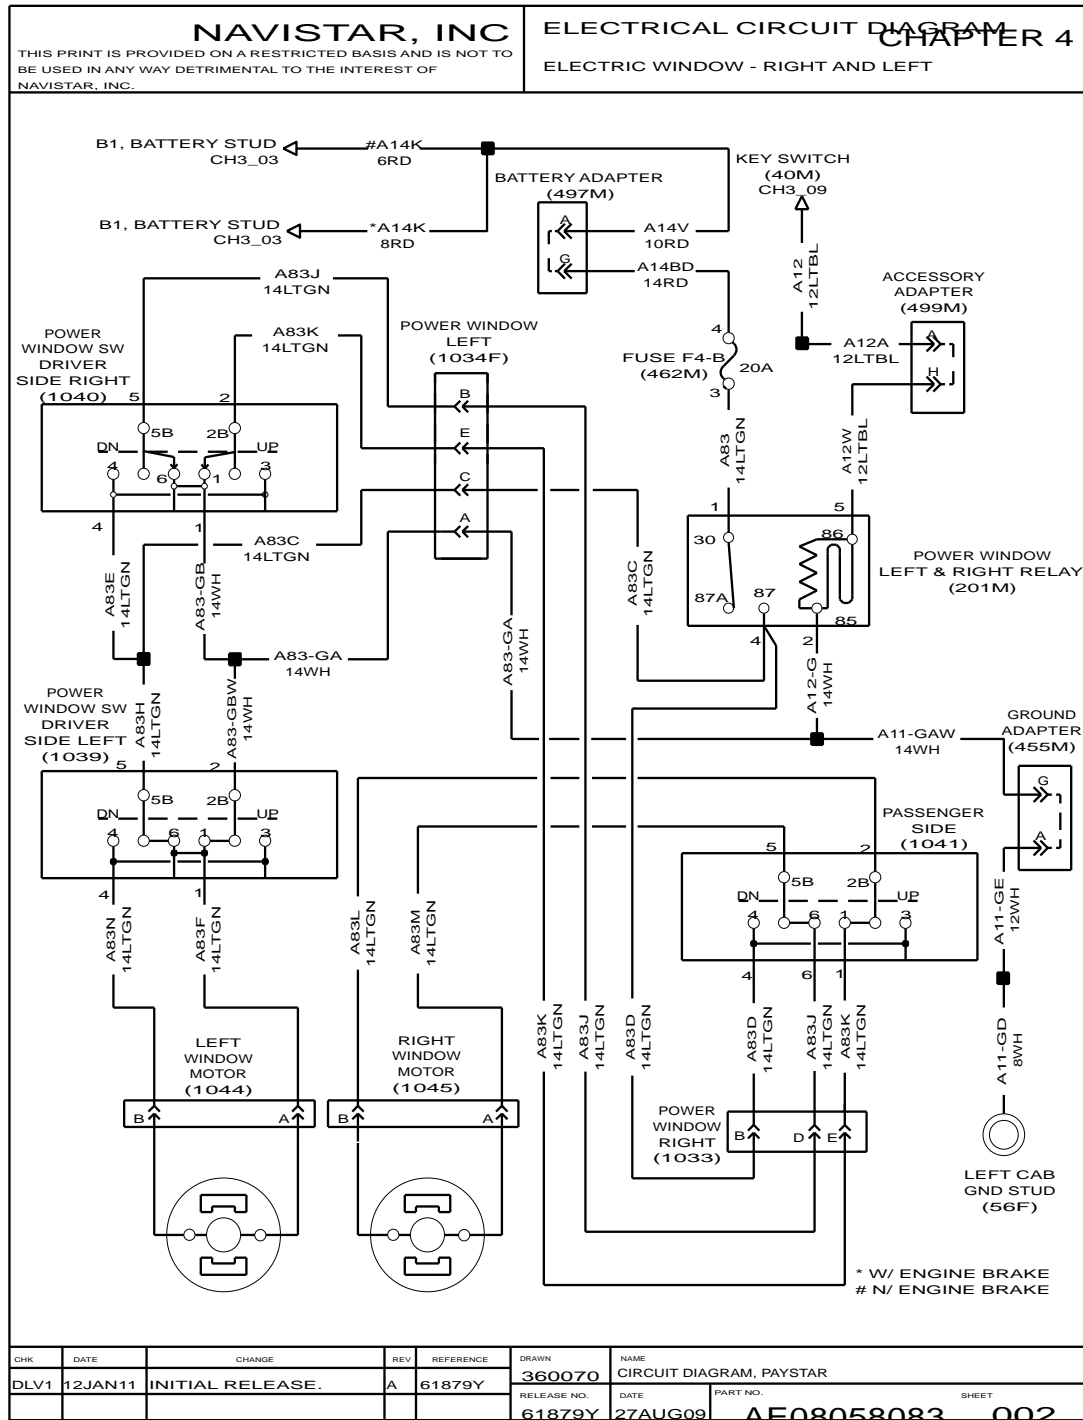 NAVISTAR, INC
THIS PRINT IS PROVIDED ON A RESTRICTED BASIS AND IS NOT TO
BE USED IN ANY WAY DETRIMENTAL TO THE INTEREST OF
NAVISTAR, INC.
ELECTRICAL CIRCUIT DIAGRAM
CHAPTER 4
ELECTRIC WINDOW - RIGHT AND LEFT
B1, BATTERY STUD
CH3_03
#A14K
6RD
B1, BATTERY STUD
CH3_03
*A14K
8RD
BATTERY ADAPTER
(497M)
A
G
A14V
10RD
A14BD
14RD
KEY SWITCH
(40M)
CH3_09
A12
12LTBL
ACCESSORY
ADAPTER
(499M)
A
H
A12A
12LTBL
A12W
12LTBL
4
FUSE F4-B
(462M)
20A
3
A83
14LTGN
A83J
14LTGN
A83K
14LTGN
POWER WINDOW
LEFT
(1034F)
B
E
C
A
POWER
WINDOW SW
DRIVER
SIDE RIGHT
(1040)
5
2
5B
2B
DN
UP
4
6
1
3
4
1
A83C
14LTGN
A83E
14LTGN
A83-GB
14WH
A83-GA
14WH
A83-GA
14WH
A83C
14LTGN
1
5
30
86
87A
87
85
4
2
POWER WINDOW
LEFT & RIGHT RELAY
(201M)
A12-G
14WH
POWER
WINDOW SW
DRIVER
SIDE LEFT
(1039)
A83H
14LTGN
A83-GBW
14WH
5
2
5B
2B
DN
UP
4
6
1
3
4
1
A83N
14LTGN
A83F
14LTGN
A83L
14LTGN
A83M
14LTGN
A11-GAW
14WH
GROUND
ADAPTER
(455M)
G
A
PASSENGER
SIDE
(1041)
5
2
5B
2B
DN
UP
4
6
1
3
4
6
1
A11-GE
12WH
A11-GD
8WH
A83K
14LTGN
A83J
14LTGN
A83D
14LTGN
A83D
14LTGN
A83J
14LTGN
A83K
14LTGN
LEFT
WINDOW
MOTOR
(1044)
B
A
RIGHT
WINDOW
MOTOR
(1045)
B
A
POWER
WINDOW
RIGHT
(1033)
B
D
E
LEFT CAB
GND STUD
(56F)
* W/ ENGINE BRAKE
# N/ ENGINE BRAKE
CHK DATE CHANGE REV REFERENCE
DLV1 12JAN11 INITIAL RELEASE. A 61879Y
DRAWN
360070
NAME
CIRCUIT DIAGRAM, PAYSTAR
RELEASE NO.
61879Y
DATE
27AUG09
PART NO.
AE08058083
SHEET
002